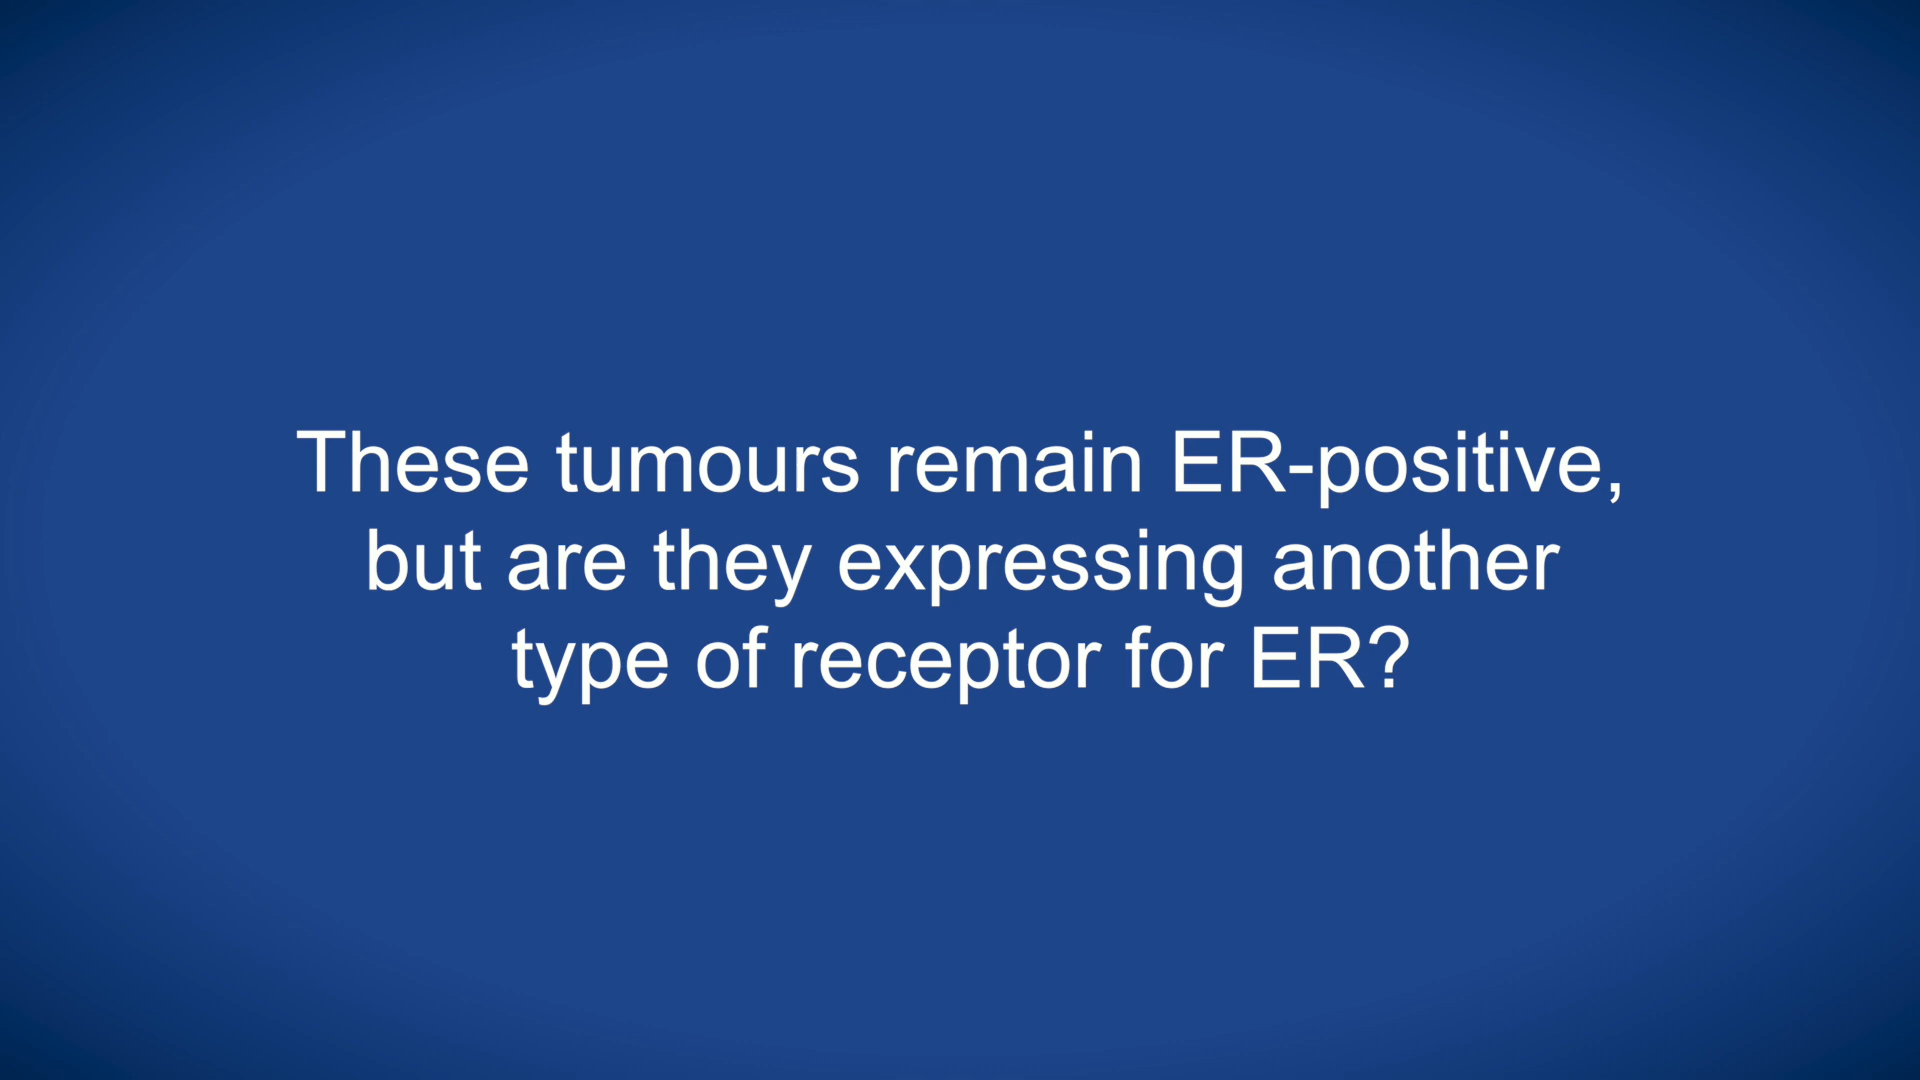 These tumours remain ER-positive,
but are they expressing another
type of receptor for ER?